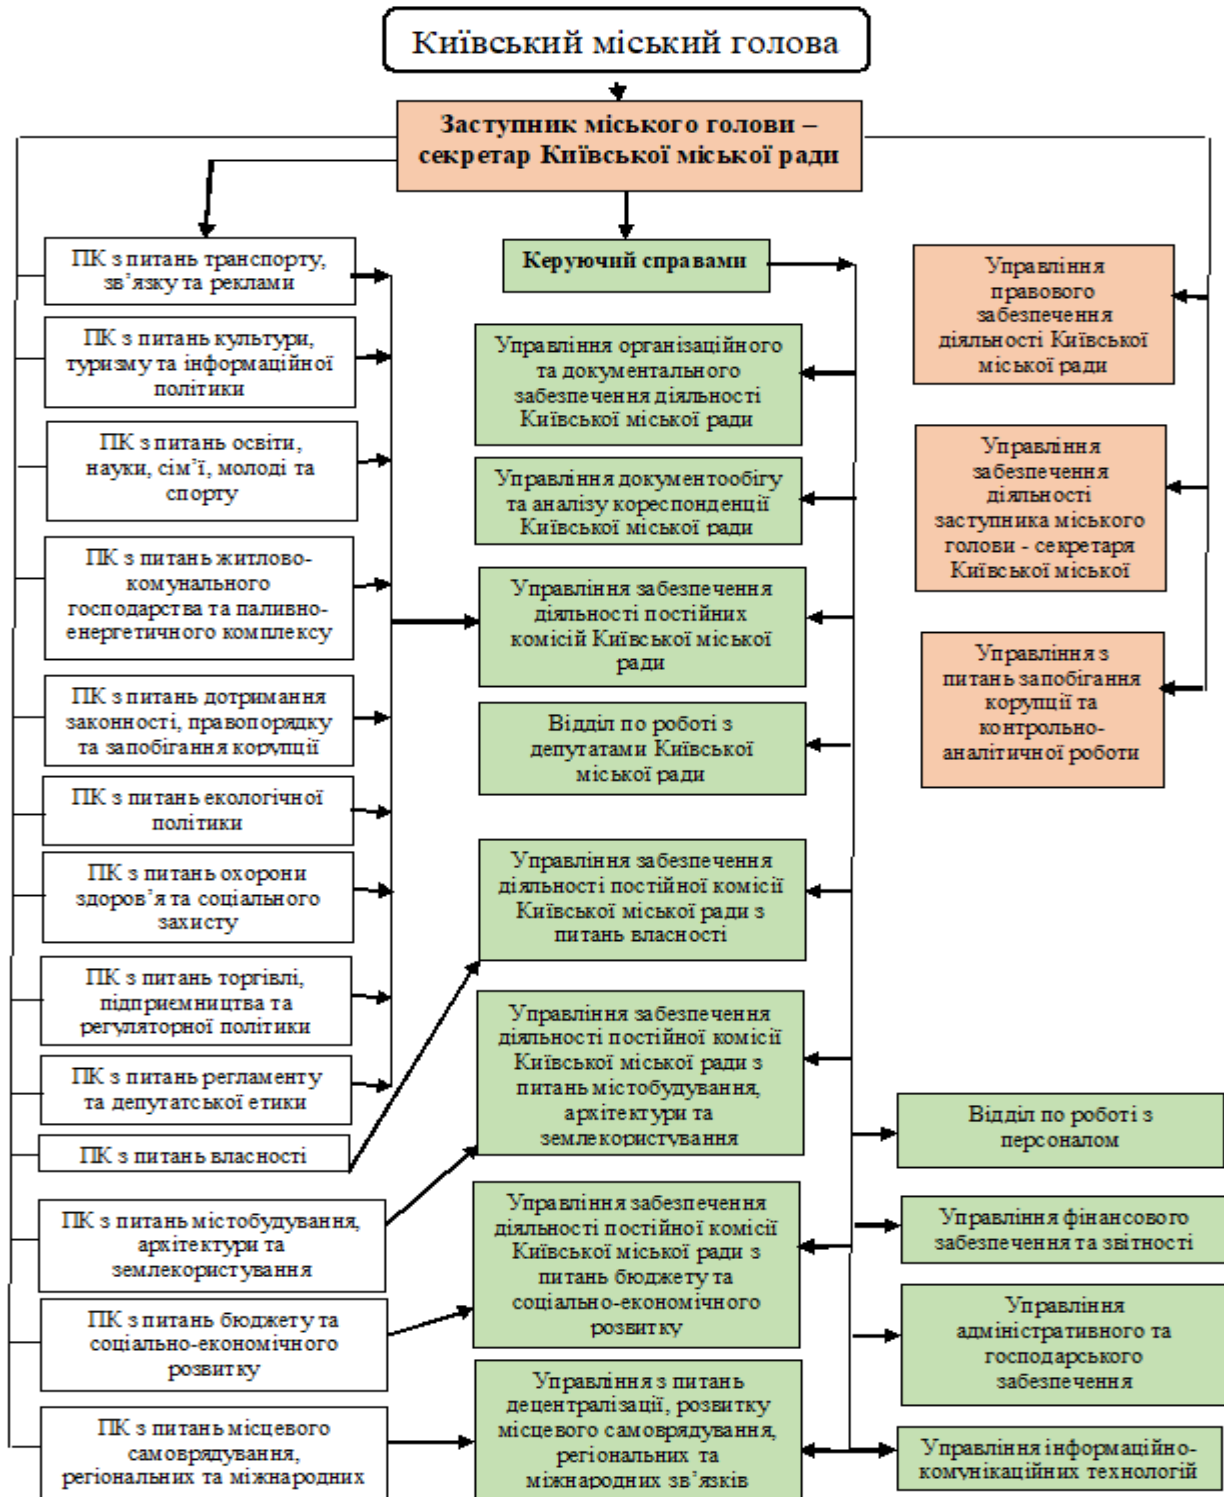 Київський міський голова
Заступник міського голови –
секретар Київської міської ради
ПК з питань транспорту,
зв’язку та реклами
ПК з питань культури,
туризму та інформаційної
політики
ПК з питань освіти,
науки, сім’ї, молоді та
спорту
ПК з питань житлово-
комунального
господарства та паливно-
енергетичного комплексу
ПК з питань дотримання
законності, правопорядку
та запобігання корупції
ПК з питань екологічної
політики
ПК з питань охорони
здоров’я та соціального
захисту
ПК з питань торгівлі,
підприємництва та
регуляторної політики
ПК з питань регламенту
та депутатської етики
ПК з питань власності
ПК з питань містобудування,
архітектури та
землекористування
ПК з питань бюджету та
соціально-економічного
розвитку
ПК з питань місцевого
самоврядування,
регіональних та міжнародних
Керуючий справами
Управління організаційного
та документального
забезпечення діяльності
Київської міської ради
Управління документообігу
та аналізу кореспонденції
Київської міської ради
Управління забезпечення
діяльності постійних
комісій Київської міської
ради
Відділ по роботі з
депутатами Київської
міської ради
Управління забезпечення
діяльності постійної комісії
Київської міської ради з
питань власності
Управління забезпечення
діяльності постійної комісії
Київської міської ради з
питань містобудування,
архітектури та
землекористування
Управління забезпечення
діяльності постійної комісії
Київської міської ради з
питань бюджету та
соціально-економічного
розвитку
Управління з питань
децентралізації, розвитку
місцевого самоврядування,
регіональних та
міжнародних зв’язків
Управління
правового
забезпечення
діяльності Київської
міської ради
Управління
забезпечення
діяльності
заступника міського
голови - секретаря
Київської міської
Управління з
питань запобігання
корупції та
контрольно-
аналітичної роботи
Відділ по роботі з
персоналом
Управління фінансового
забезпечення та звітності
Управління
адміністративного та
господарського
забезпечення
Управління інформаційно-
комунікаційних технологій